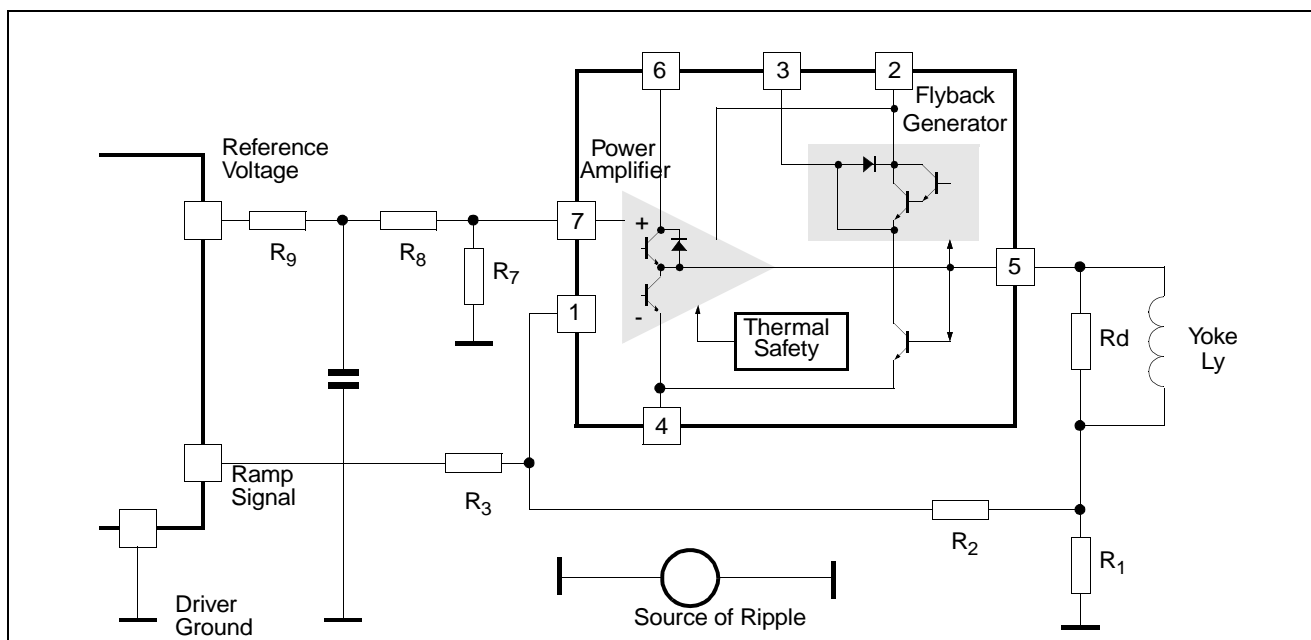 6
3
2
Flyback
Generator
Reference
Voltage
Power
Amplifier
R9
R8
7
+
R7
5
1
-
Thermal
Safety
Rd
Yoke
Ly
4
Ramp
Signal
R3
R2
R1
Driver
Ground
Source of Ripple